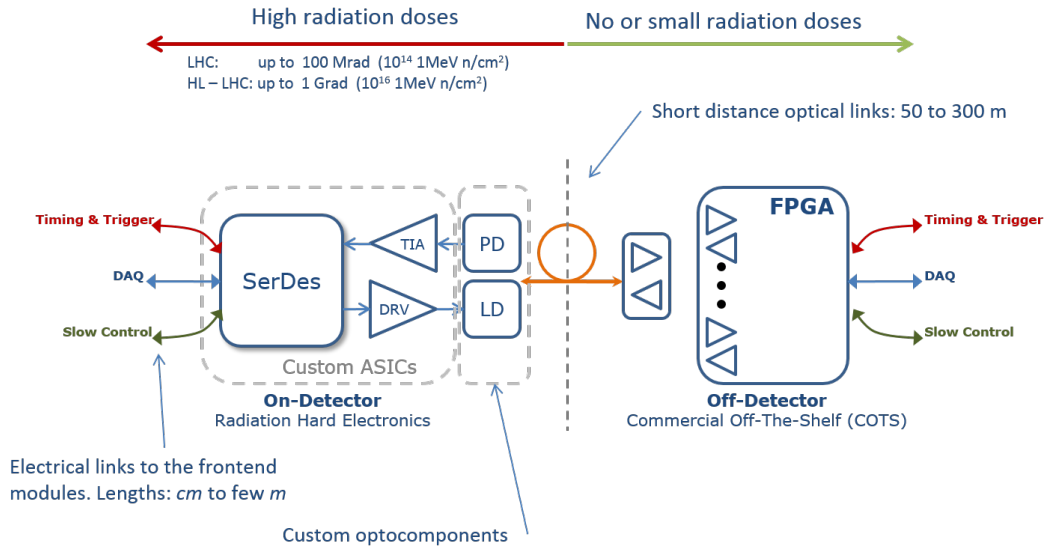 High radiation doses
No or small radiation doses
LHC: up to 100 Mrad (10¹⁴ 1MeV n/cm²)
HL – LHC: up to 1 Grad (10¹⁶ 1MeV n/cm²)
Short distance optical links: 50 to 300 m
Timing & Trigger
DAQ
Slow Control
SerDes
TIA
DRV
PD
LD
Custom ASICs
FPGA
Timing & Trigger
DAQ
Slow Control
On-Detector
Radiation Hard Electronics
Off-Detector
Commercial Off-The-Shelf (COTS)
Electrical links to the frontend
modules. Lengths: cm to few m
Custom optocomponents